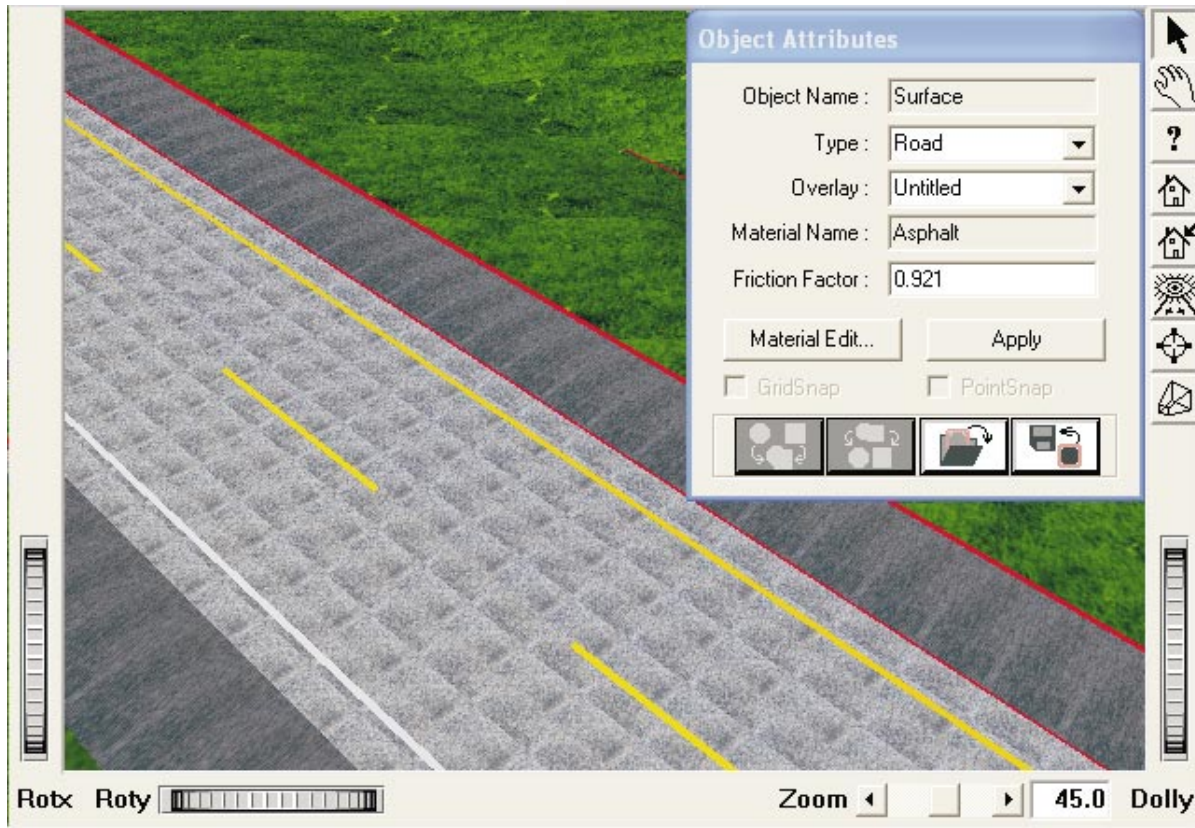 Object Attributes
Object Name : Surface
Type : Road
Overlay : Untitled
Material Name : Asphalt
Friction Factor : 0.921
Material Edit... Apply
GridSnap PointSnap
?
Rotx Roty Zoom 45.0 Dolly